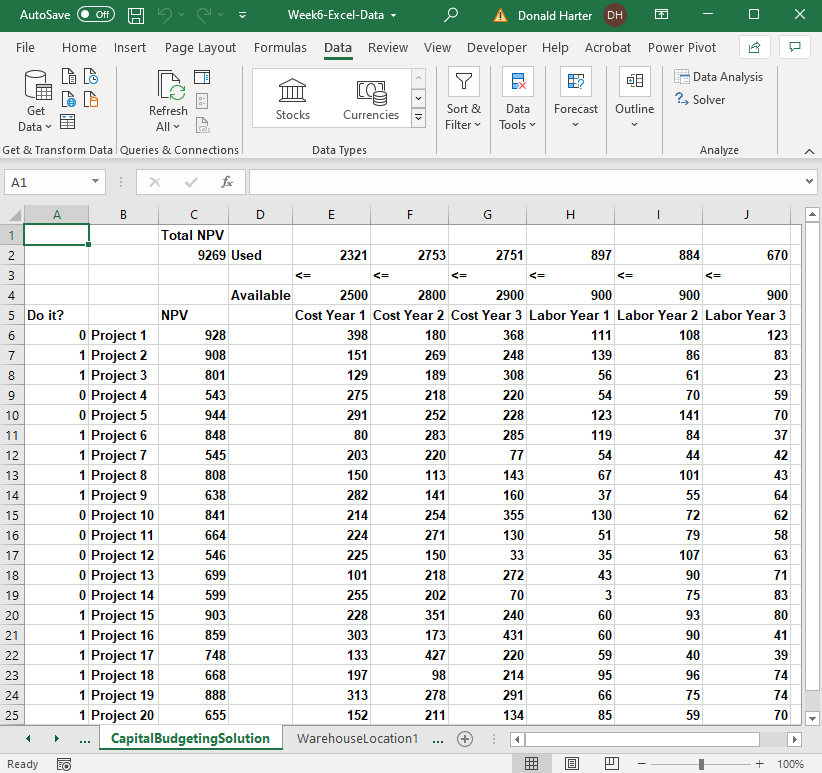 AutoSave Off Week6-Excel-Data Donald Harter DH
File Home Insert Page Layout Formulas Data Review View Developer Help Acrobat Power Pivot
Get Data Refresh All Stocks Currencies Sort & Filter Data Tools Forecast Outline Data Analysis Solver
Get & Transform Data Queries & Connections Data Types Analyze
A1 fx
A B C D E F G H I J
1 Total NPV
2 9269 Used 2321 2753 2751 897 884 670
3 <= <= <= <= <= <=
4 Available 2500 2800 2900 900 900 900
5 Do it? NPV Cost Year 1 Cost Year 2 Cost Year 3 Labor Year 1 Labor Year 2 Labor Year 3
6 0 Project 1 928 398 180 368 111 108 123
7 1 Project 2 908 151 269 248 139 86 83
8 1 Project 3 801 129 189 308 56 61 23
9 0 Project 4 543 275 218 220 54 70 59
10 0 Project 5 944 291 252 228 123 141 70
11 1 Project 6 848 80 283 285 119 84 37
12 1 Project 7 545 203 220 77 54 44 42
13 1 Project 8 808 150 113 143 67 101 43
14 1 Project 9 638 282 141 160 37 55 64
15 0 Project 10 841 214 254 355 130 72 62
16 0 Project 11 664 224 271 130 51 79 58
17 0 Project 12 546 225 150 33 35 107 63
18 0 Project 13 699 101 218 272 43 90 71
19 0 Project 14 599 255 202 70 3 75 83
20 1 Project 15 903 228 351 240 60 93 80
21 1 Project 16 859 303 173 431 60 90 41
22 1 Project 17 748 133 427 220 59 40 39
23 1 Project 18 668 197 98 214 95 96 74
24 1 Project 19 888 313 278 291 66 75 74
25 1 Project 20 655 152 211 134 85 59 70
... CapitalBudgetingSolution WarehouseLocation1 ...
Ready 100%